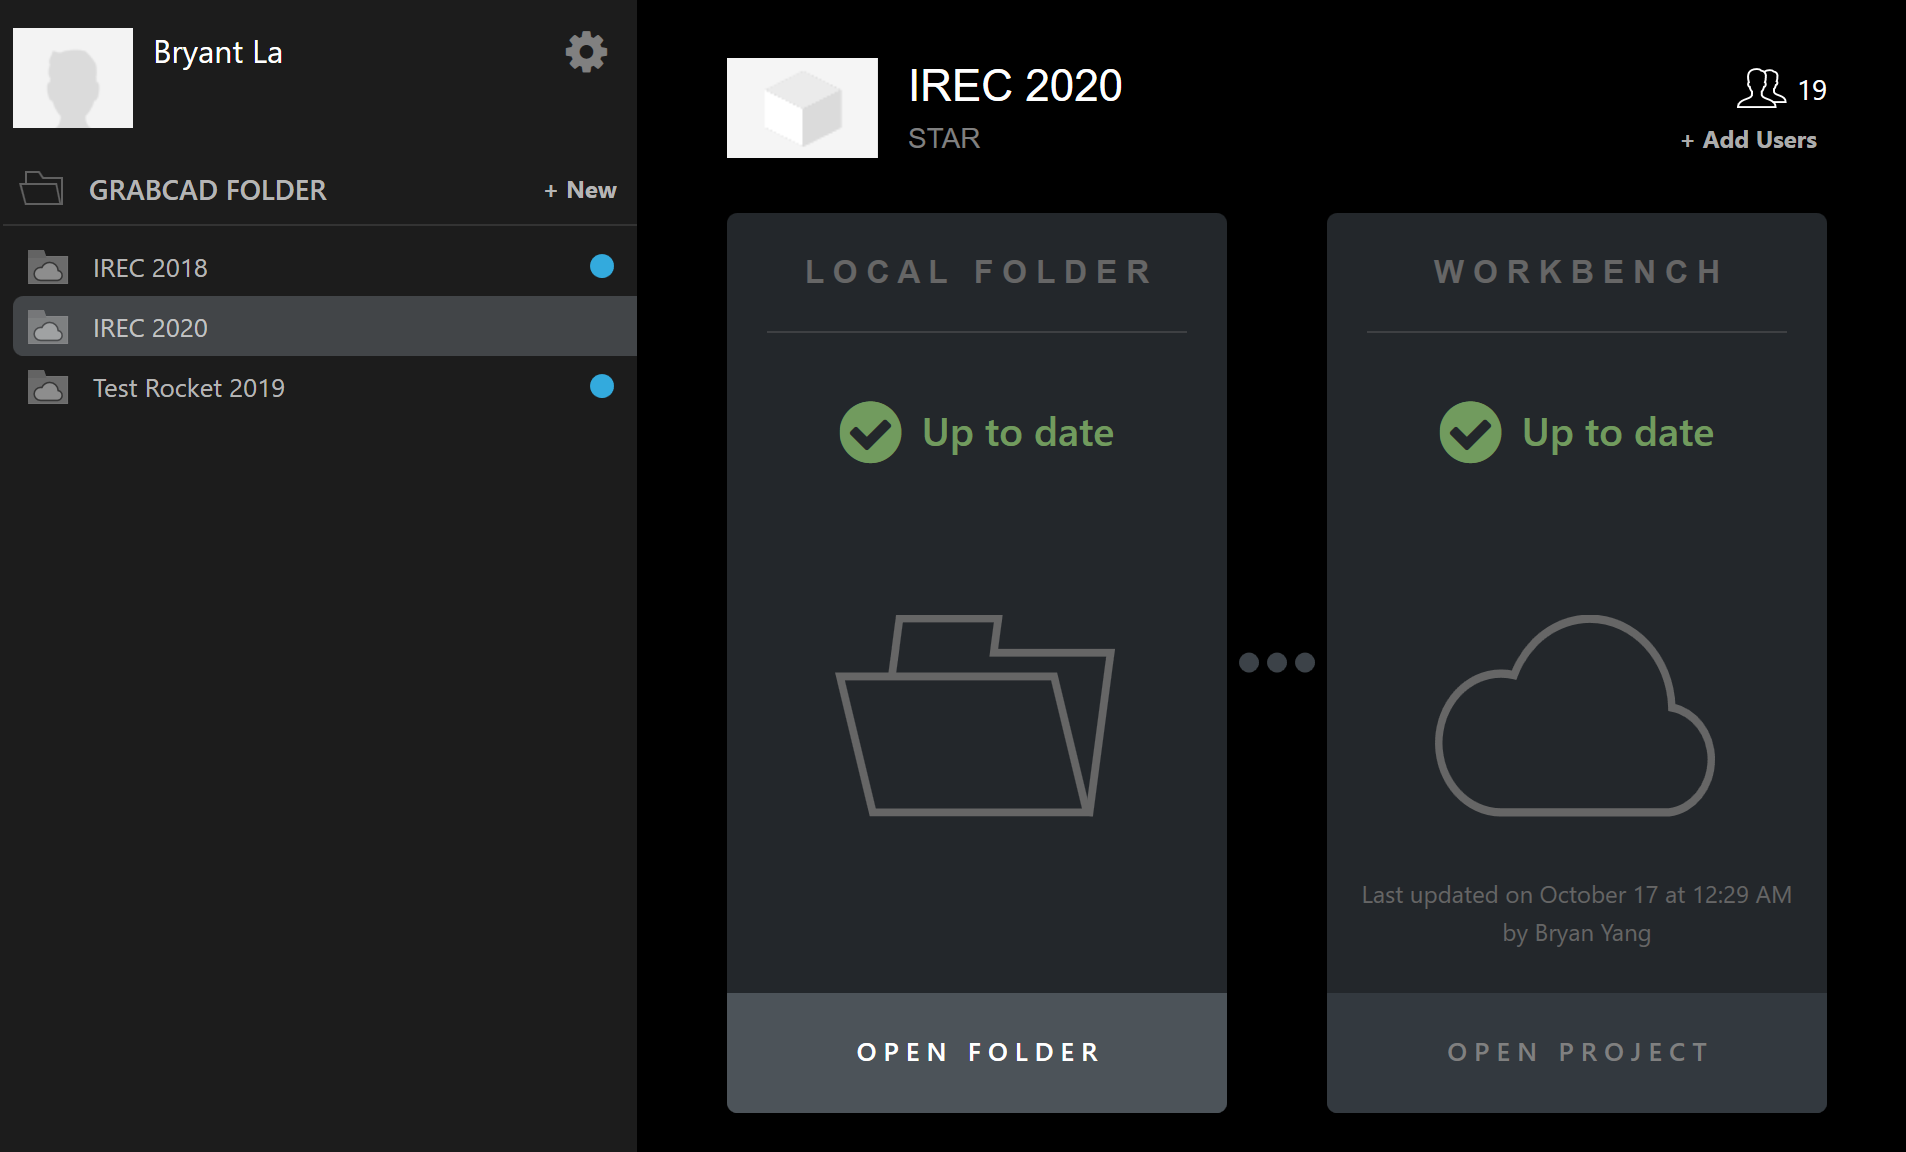 Bryant La
GRABCAD FOLDER
+ New
IREC 2018
IREC 2020
Test Rocket 2019
IREC 2020
STAR
19
+ Add Users
LOCAL FOLDER
Up to date
OPEN FOLDER
WORKBENCH
Up to date
Last updated on October 17 at 12:29 AM
by Bryan Yang
OPEN PROJECT